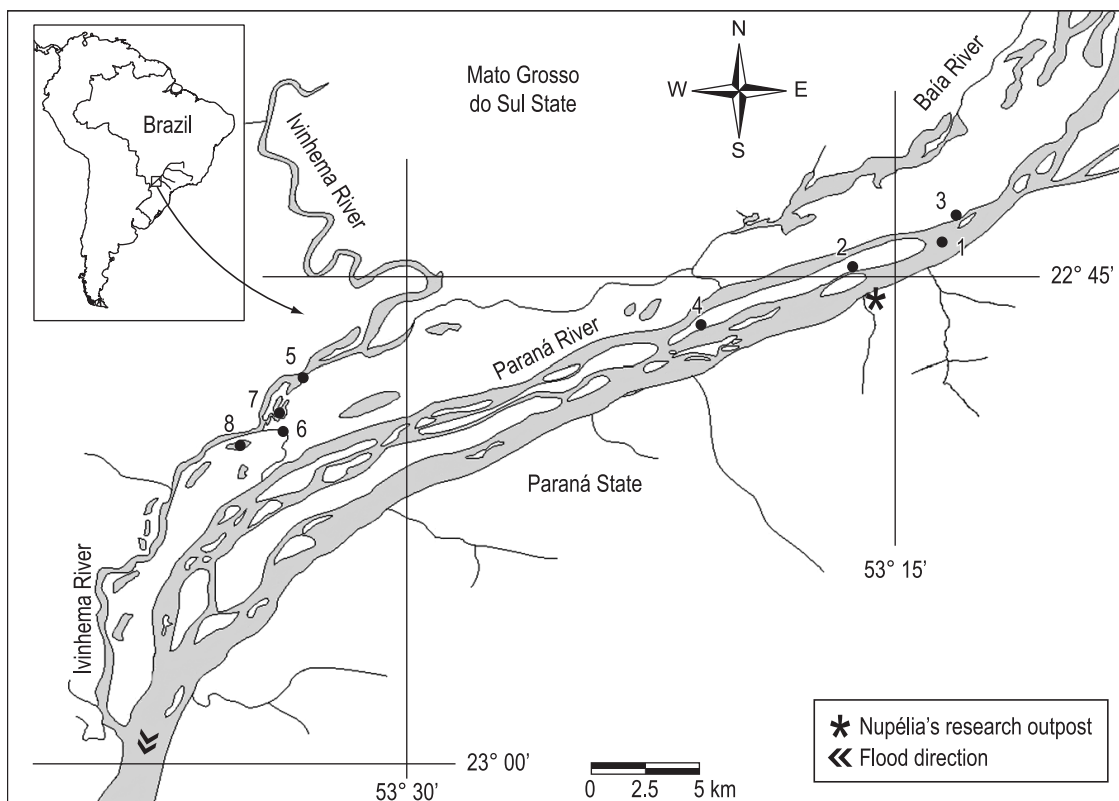 Brazil
Mato Grosso
do Sul State
N
W E
S
Baía River
Ivinhema River
3
1
2
22° 45'
4
Paraná River
5
7
6
8
Paraná State
53° 15'
Ivinhema River
Nupélia's research outpost
Flood direction
23° 00'
0 2.5 5 km
53° 30'